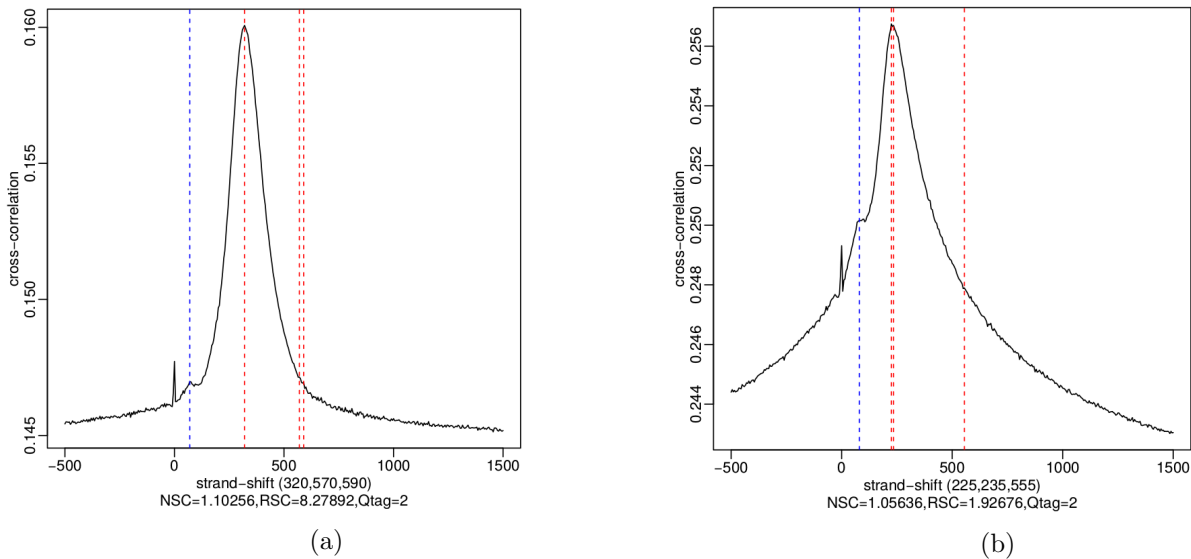 0.160
0.155
0.150
0.145
cross−correlation
−500 0 500 1000 1500
strand−shift (320,570,590)
NSC=1.10256,RSC=8.27892,Qtag=2
(a)
0.256
0.254
0.252
0.250
0.248
0.246
0.244
cross−correlation
−500 0 500 1000 1500
strand−shift (225,235,555)
NSC=1.05636,RSC=1.92676,Qtag=2
(b)